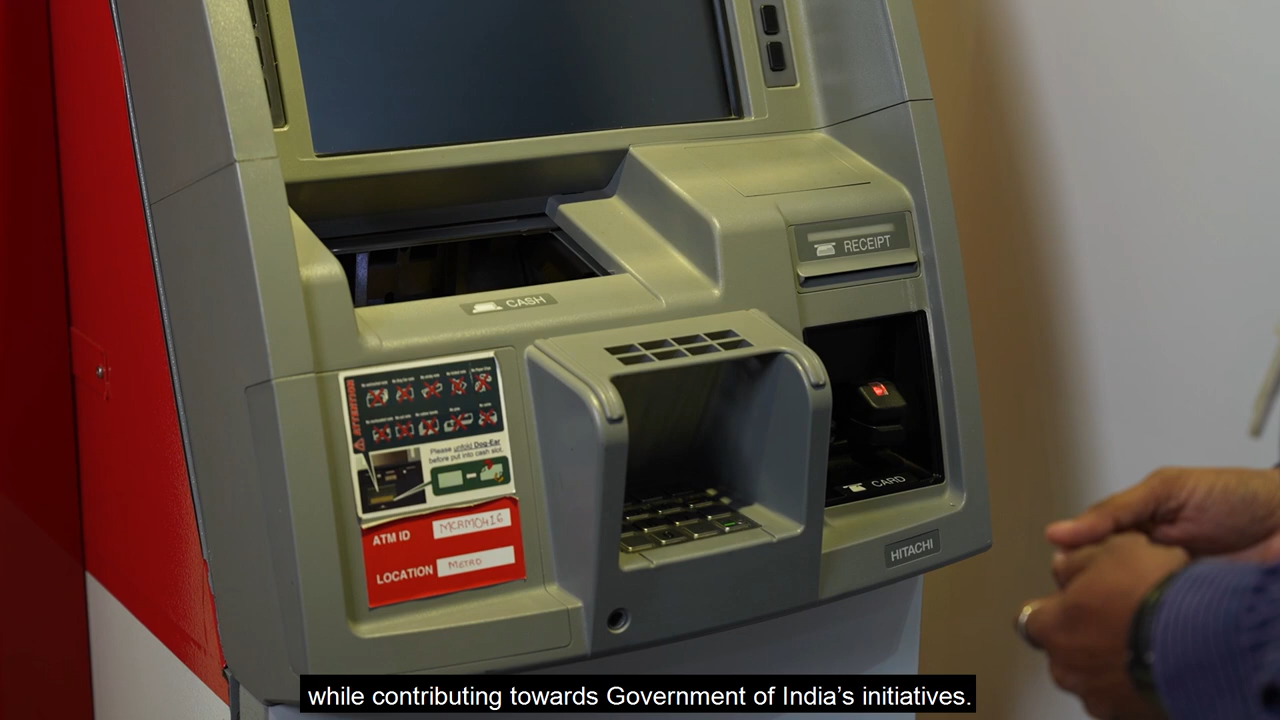 RECEIPT
CASH
ATTENTION
Please unfold Dog-Ear
before put into cash slot.
CARD
ATM ID MCRM0416
LOCATION METRO
HITACHI
while contributing towards Government of India’s initiatives.